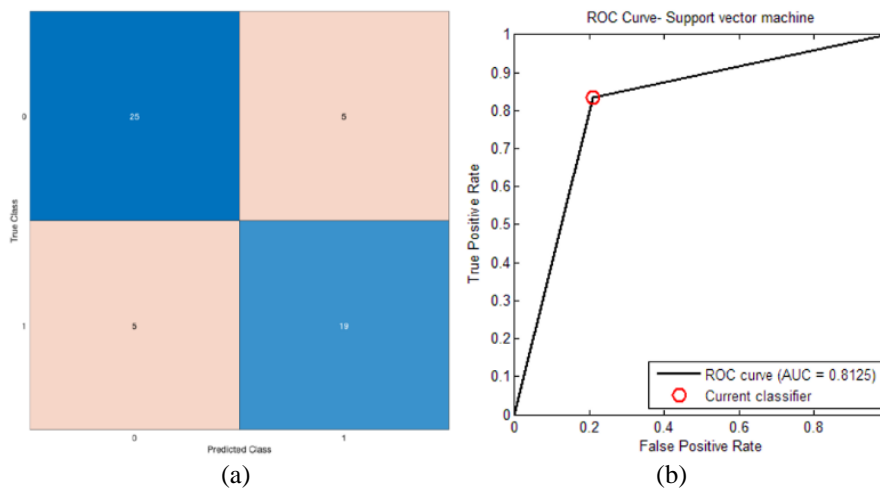 0
25
5
True Class
1
5
19
0
1
Predicted Class
(a)
ROC Curve- Support vector machine
1
0.9
0.8
0.7
0.6
0.5
0.4
0.3
0.2
0.1
0
True Positive Rate
ROC curve (AUC = 0.8125)
Current classifier
0
0.2
0.4
0.6
0.8
False Positive Rate
(b)